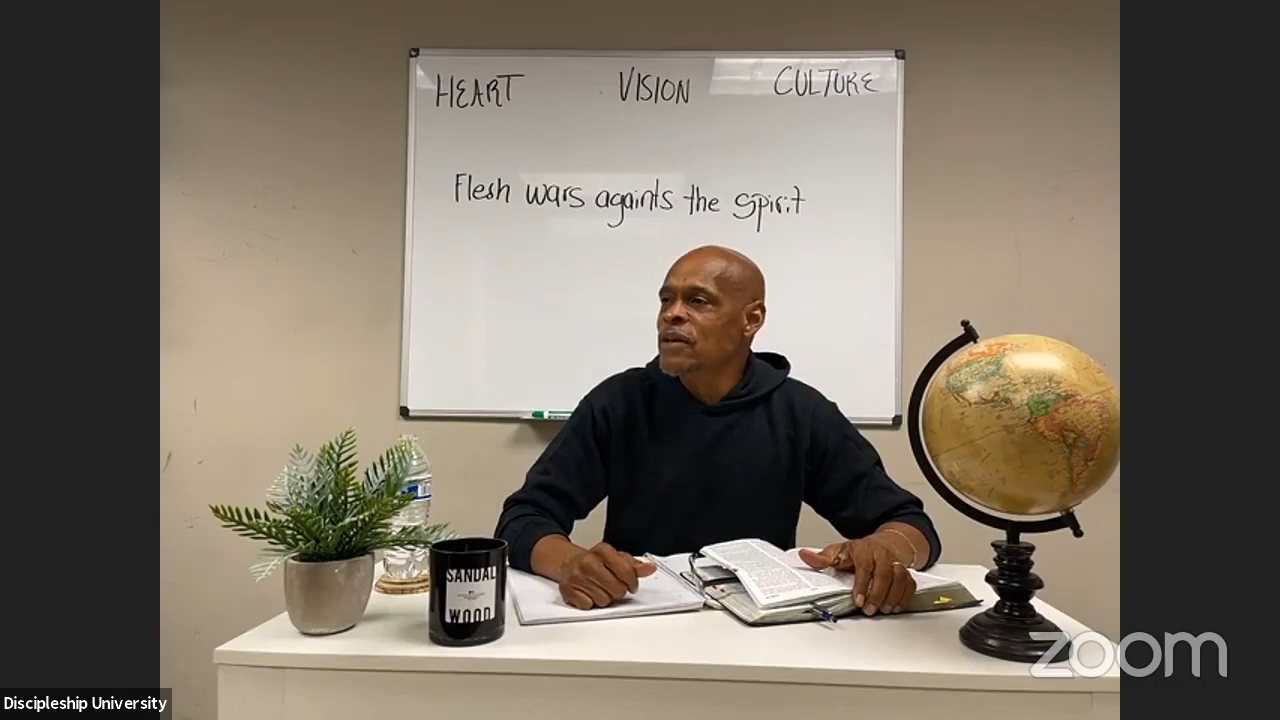 HEART VISION CULTURE
Flesh wars againts the spirit
SANDAL
WOOD
zoom
Discipleship University